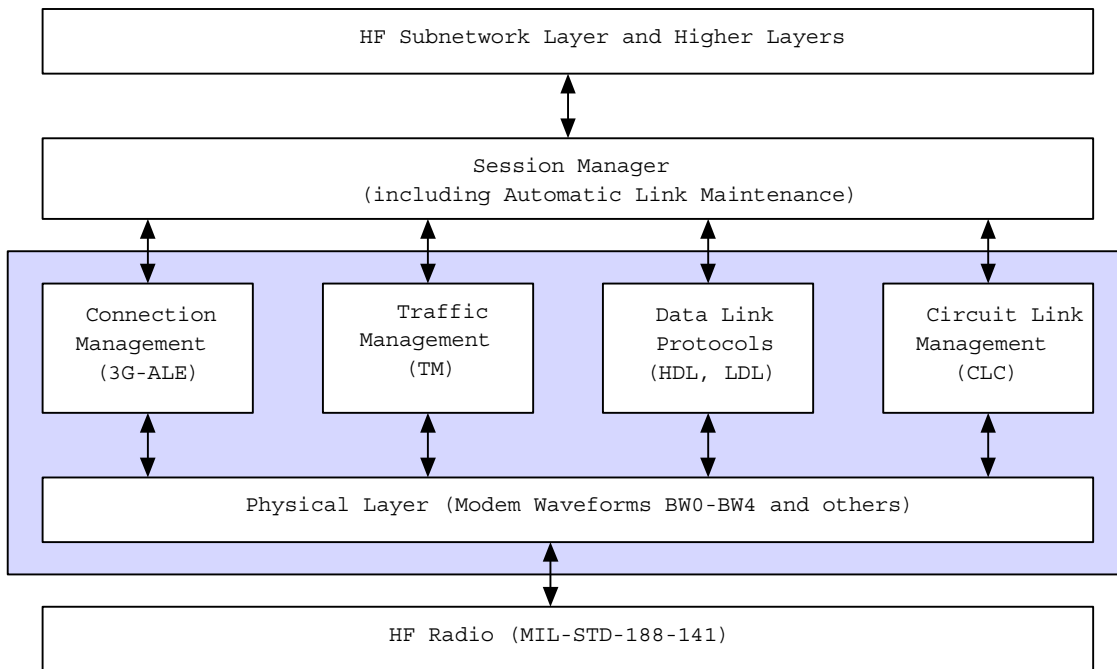 HF Subnetwork Layer and Higher Layers
Session Manager
(including Automatic Link Maintenance)
Connection
Management
(3G-ALE)
Traffic
Management
(TM)
Data Link
Protocols
(HDL, LDL)
Circuit Link
Management
(CLC)
Physical Layer (Modem Waveforms BW0-BW4 and others)
HF Radio (MIL-STD-188-141)